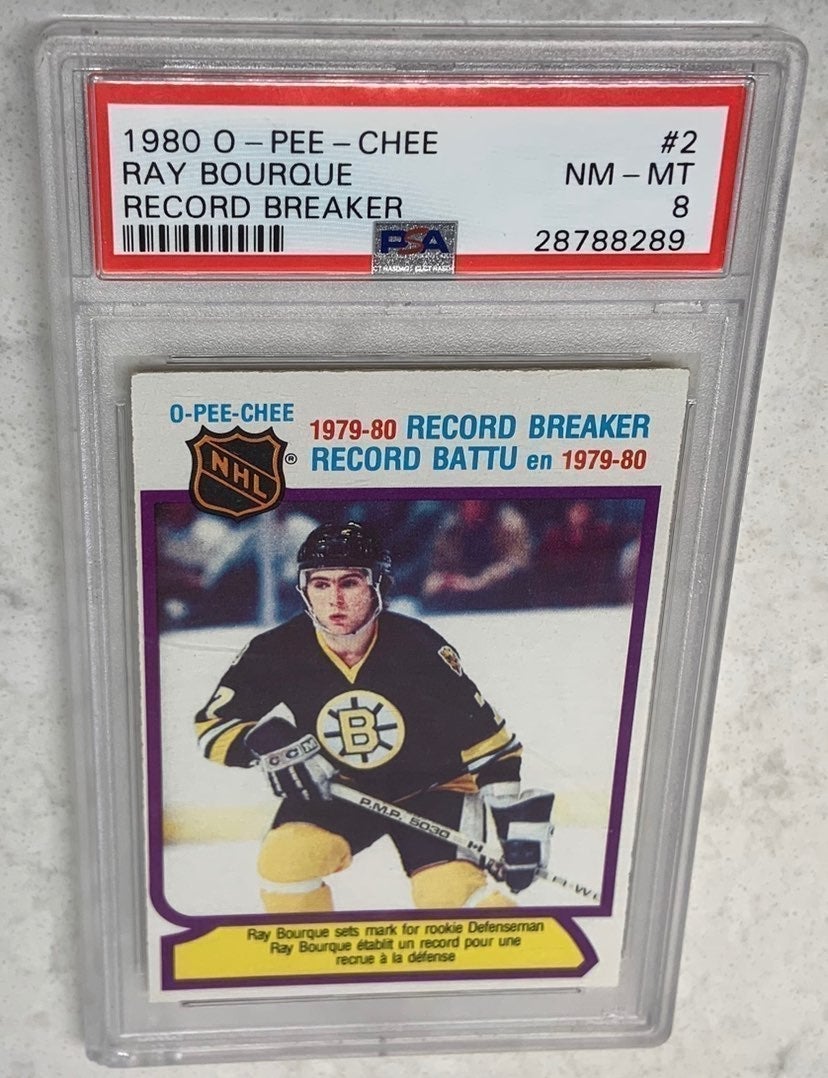 1980 O-PEE-CHEE #2
RAY BOURQUE NM-MT
RECORD BREAKER 8
PSA 28788289
O-PEE-CHEE
NHL ®
1979-80 RECORD BREAKER
RECORD BATTU en 1979-80
7
B
CCM
P.M.P. 5030
Ray Bourque sets mark for rookie Defenseman
Ray Bourque établit un record pour une
recrue à la défense